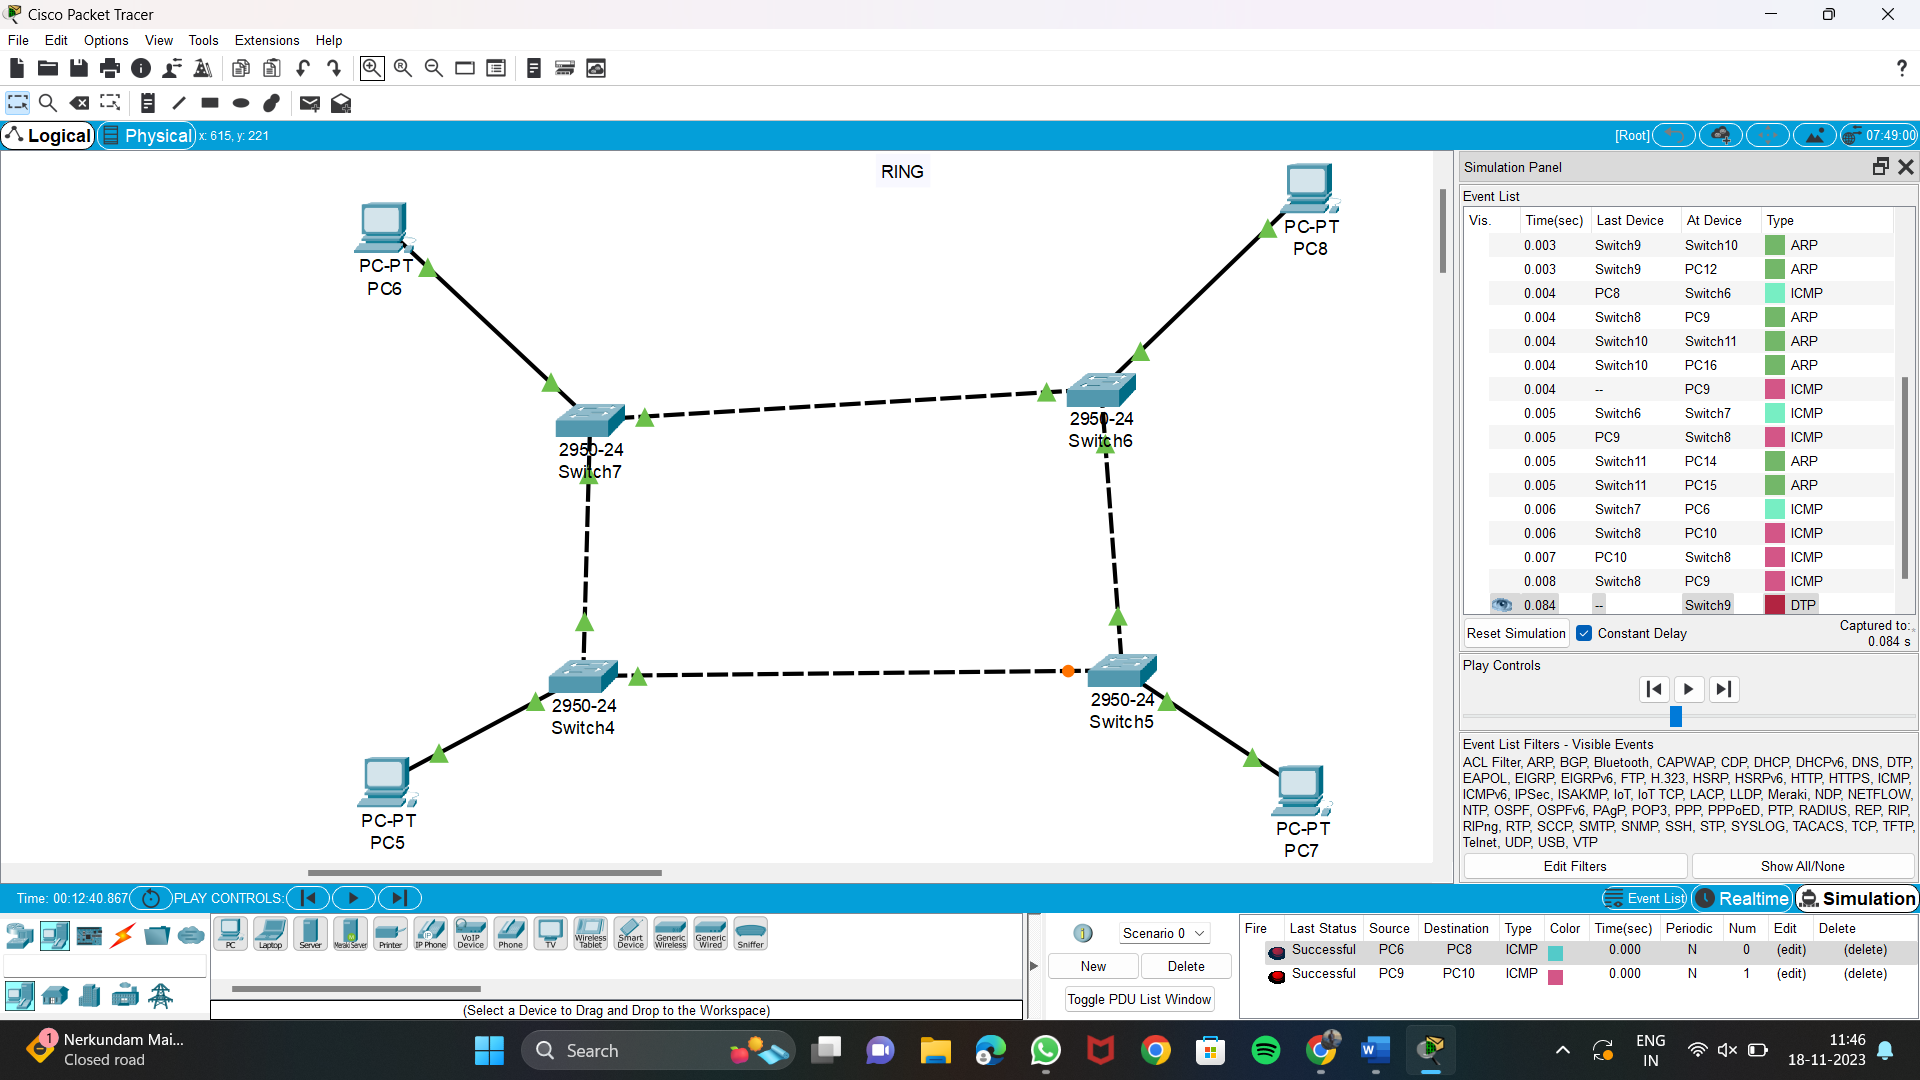 Cisco Packet Tracer
File Edit Options View Tools Extensions Help
Logical Physical x: 615, y: 221 [Root] 07:49:00
RING
PC-PT
PC6
PC-PT
PC8
2950-24
Switch7
2950-24
Switch6
2950-24
Switch4
2950-24
Switch5
PC-PT
PC5
PC-PT
PC7
Simulation Panel
Event List
Vis. Time(sec) Last Device At Device Type
0.003 Switch9 Switch10 ARP
0.003 Switch9 PC12 ARP
0.004 PC8 Switch6 ICMP
0.004 Switch8 PC9 ARP
0.004 Switch10 Switch11 ARP
0.004 Switch10 PC16 ARP
0.004 -- PC9 ICMP
0.005 Switch6 Switch7 ICMP
0.005 PC9 Switch8 ICMP
0.005 Switch11 PC14 ARP
0.005 Switch11 PC15 ARP
0.006 Switch7 PC6 ICMP
0.006 Switch8 PC10 ICMP
0.007 PC10 Switch8 ICMP
0.008 Switch8 PC9 ICMP
0.084 -- Switch9 DTP
Reset Simulation Constant Delay Captured to:
0.084 s
Play Controls
Event List Filters - Visible Events
ACL Filter, ARP, BGP, Bluetooth, CAPWAP, CDP, DHCP, DHCPv6, DNS, DTP,
EAPOL, EIGRP, EIGRPv6, FTP, H.323, HSRP, HSRPv6, HTTP, HTTPS, ICMP,
ICMPv6, IPSec, ISAKMP, IoT, IoT TCP, LACP, LLDP, Meraki, NDP, NETFLOW,
NTP, OSPF, OSPFv6, PAgP, POP3, PPP, PPPoED, PTP, RADIUS, REP, RIP,
RIPng, RTP, SCCP, SMTP, SNMP, SSH, STP, SYSLOG, TACACS, TCP, TFTP,
Telnet, UDP, USB, VTP
Edit Filters Show All/None
Time: 00:12:40.867 PLAY CONTROLS: Event List Realtime Simulation
PC Laptop Server Meraki Server Printer IP Phone VoIP Device Phone TV Wireless Tablet Smart Device Generic Wireless Generic Wired Sniffer
(Select a Device to Drag and Drop to the Workspace)
Scenario 0
New Delete
Toggle PDU List Window
Fire Last Status Source Destination Type Color Time(sec) Periodic Num Edit Delete
Successful PC6 PC8 ICMP 0.000 N 0 (edit) (delete)
Successful PC9 PC10 ICMP 0.000 N 1 (edit) (delete)
1 Nerkundam Mai...
Closed road
Search
ENG
IN
11:46
18-11-2023